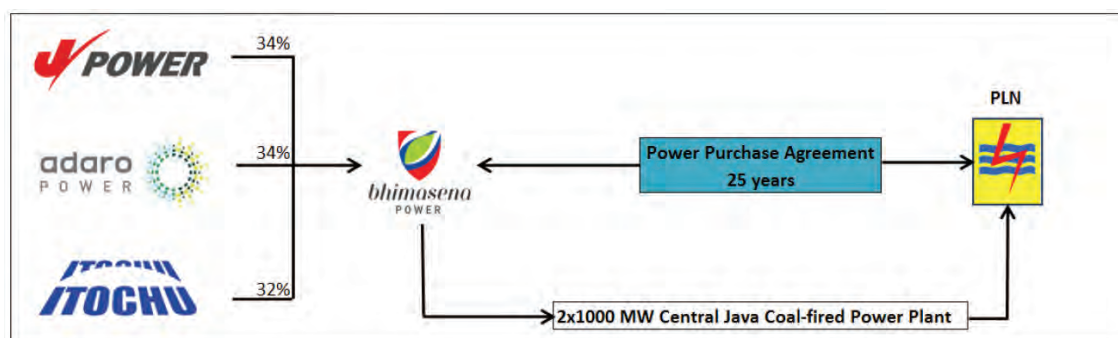 J POWER
34%
adaro
POWER
34%
ITOCHU
ITOCHU
32%
bhimasena
POWER
Power Purchase Agreement
25 years
PLN
2x1000 MW Central Java Coal-fired Power Plant